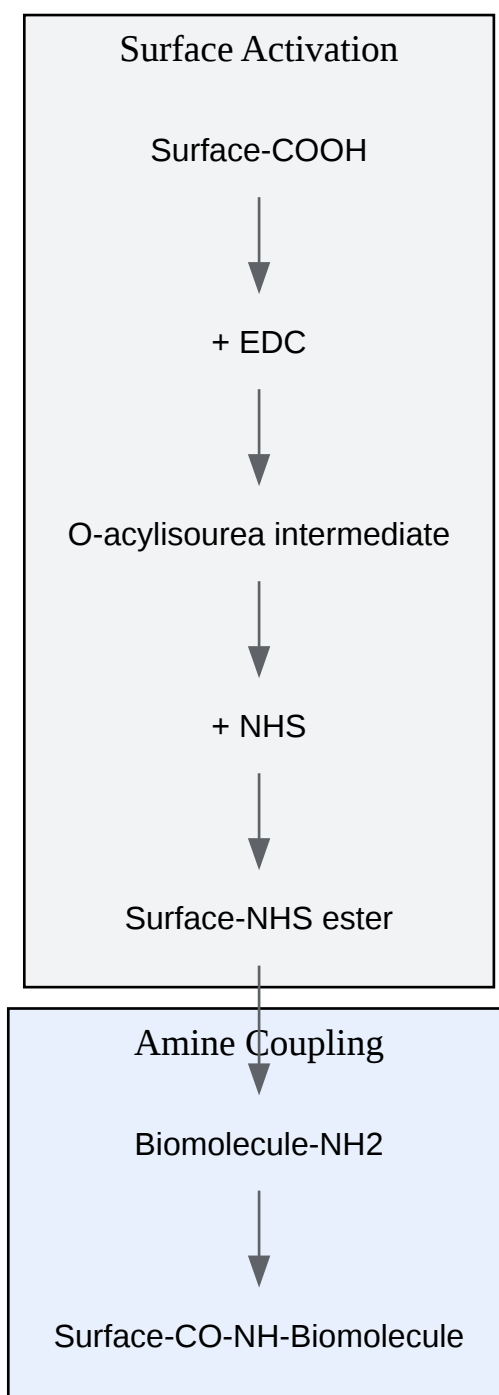 Surface Activation
Surface-COOH
+ EDC
O-acylisourea intermediate
+ NHS
Surface-NHS ester
Amine Coupling
Biomolecule-NH2
Surface-CO-NH-Biomolecule